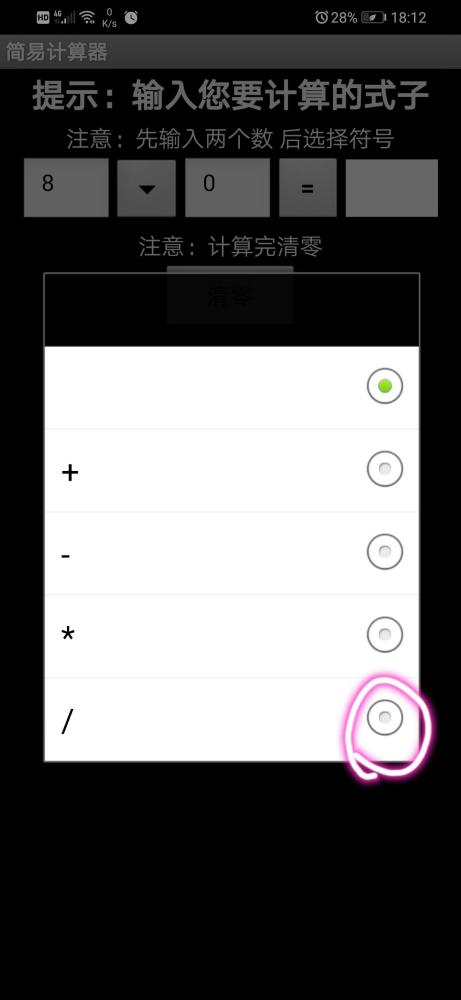 HD 4G 0 K/s 28% 18:12
简易计算器
提示：输入您要计算的式子
注意：先输入两个数 后选择符号
8 0 =
注意：计算完清零
清零
+
-
*
/